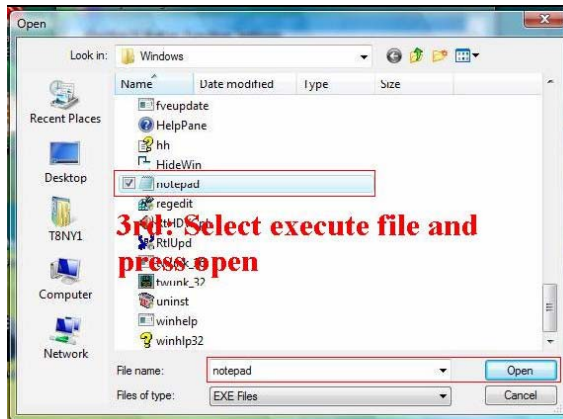 Open
Look in:
Windows
Name Date modified Type Size
fveupdate
HelpPane
hh
HideWin
notepad
regedit
3rd: Select execute file and
RtlUpd
press open
twunk_32
uninst
winhelp
winhlp32
Recent Places
Desktop
T8NY1
Computer
Network
File name: notepad Open
Files of type: EXE Files Cancel